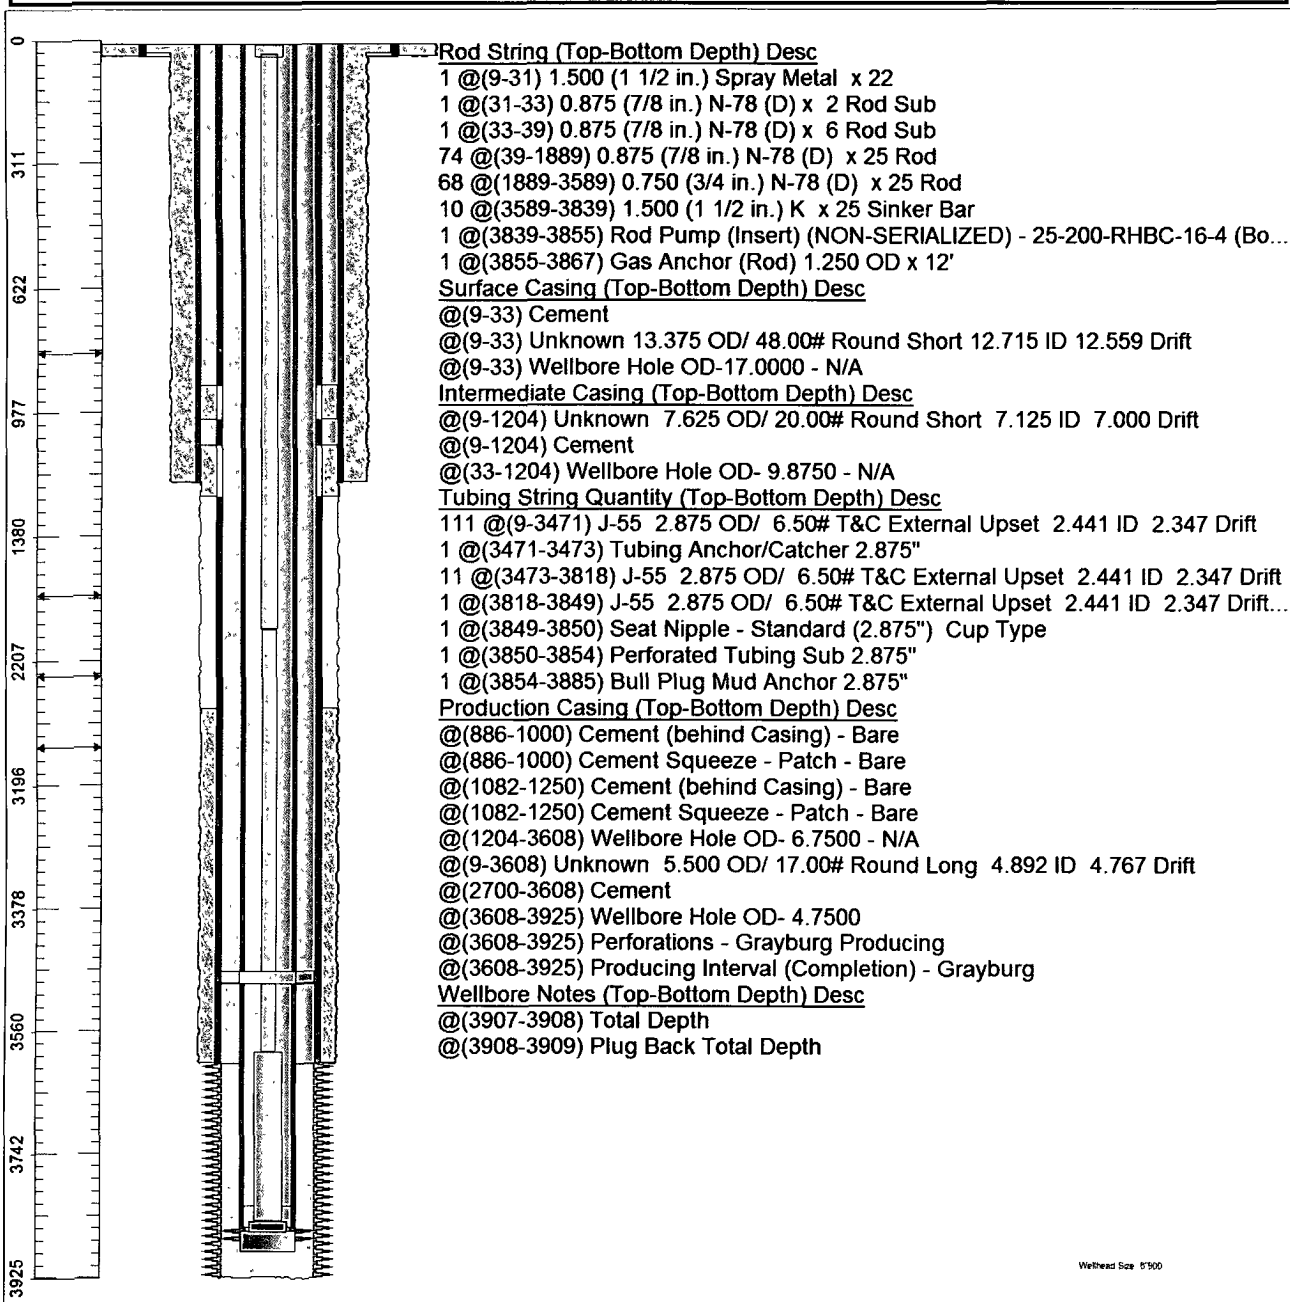 0
311
622
977
1380
2207
3196
3378
3560
3742
3925
Rod String (Top-Bottom Depth) Desc
1 @(9-31) 1.500 (1 1/2 in.) Spray Metal x 22
1 @(31-33) 0.875 (7/8 in.) N-78 (D) x 2 Rod Sub
1 @(33-39) 0.875 (7/8 in.) N-78 (D) x 6 Rod Sub
74 @(39-1889) 0.875 (7/8 in.) N-78 (D) x 25 Rod
68 @(1889-3589) 0.750 (3/4 in.) N-78 (D) x 25 Rod
10 @(3589-3839) 1.500 (1 1/2 in.) K x 25 Sinker Bar
1 @(3839-3855) Rod Pump (Insert) (NON-SERIALIZED) - 25-200-RHBC-16-4 (Bo...
1 @(3855-3867) Gas Anchor (Rod) 1.250 OD x 12'
Surface Casing (Top-Bottom Depth) Desc
@(9-33) Cement
@(9-33) Unknown 13.375 OD/ 48.00# Round Short 12.715 ID 12.559 Drift
@(9-33) Wellbore Hole OD-17.0000 - N/A
Intermediate Casing (Top-Bottom Depth) Desc
@(9-1204) Unknown 7.625 OD/ 20.00# Round Short 7.125 ID 7.000 Drift
@(9-1204) Cement
@(33-1204) Wellbore Hole OD- 9.8750 - N/A
Tubing String Quantity (Top-Bottom Depth) Desc
111 @(9-3471) J-55 2.875 OD/ 6.50# T&C External Upset 2.441 ID 2.347 Drift
1 @(3471-3473) Tubing Anchor/Catcher 2.875"
11 @(3473-3818) J-55 2.875 OD/ 6.50# T&C External Upset 2.441 ID 2.347 Drift
1 @(3818-3849) J-55 2.875 OD/ 6.50# T&C External Upset 2.441 ID 2.347 Drift...
1 @(3849-3850) Seat Nipple - Standard (2.875") Cup Type
1 @(3850-3854) Perforated Tubing Sub 2.875"
1 @(3854-3885) Bull Plug Mud Anchor 2.875"
Production Casing (Top-Bottom Depth) Desc
@(886-1000) Cement (behind Casing) - Bare
@(886-1000) Cement Squeeze - Patch - Bare
@(1082-1250) Cement (behind Casing) - Bare
@(1082-1250) Cement Squeeze - Patch - Bare
@(1204-3608) Wellbore Hole OD- 6.7500 - N/A
@(9-3608) Unknown 5.500 OD/ 17.00# Round Long 4.892 ID 4.767 Drift
@(2700-3608) Cement
@(3608-3925) Wellbore Hole OD- 4.7500
@(3608-3925) Perforations - Grayburg Producing
@(3608-3925) Producing Interval (Completion) - Grayburg
Wellbore Notes (Top-Bottom Depth) Desc
@(3907-3908) Total Depth
@(3908-3909) Plug Back Total Depth
Wellhead Size